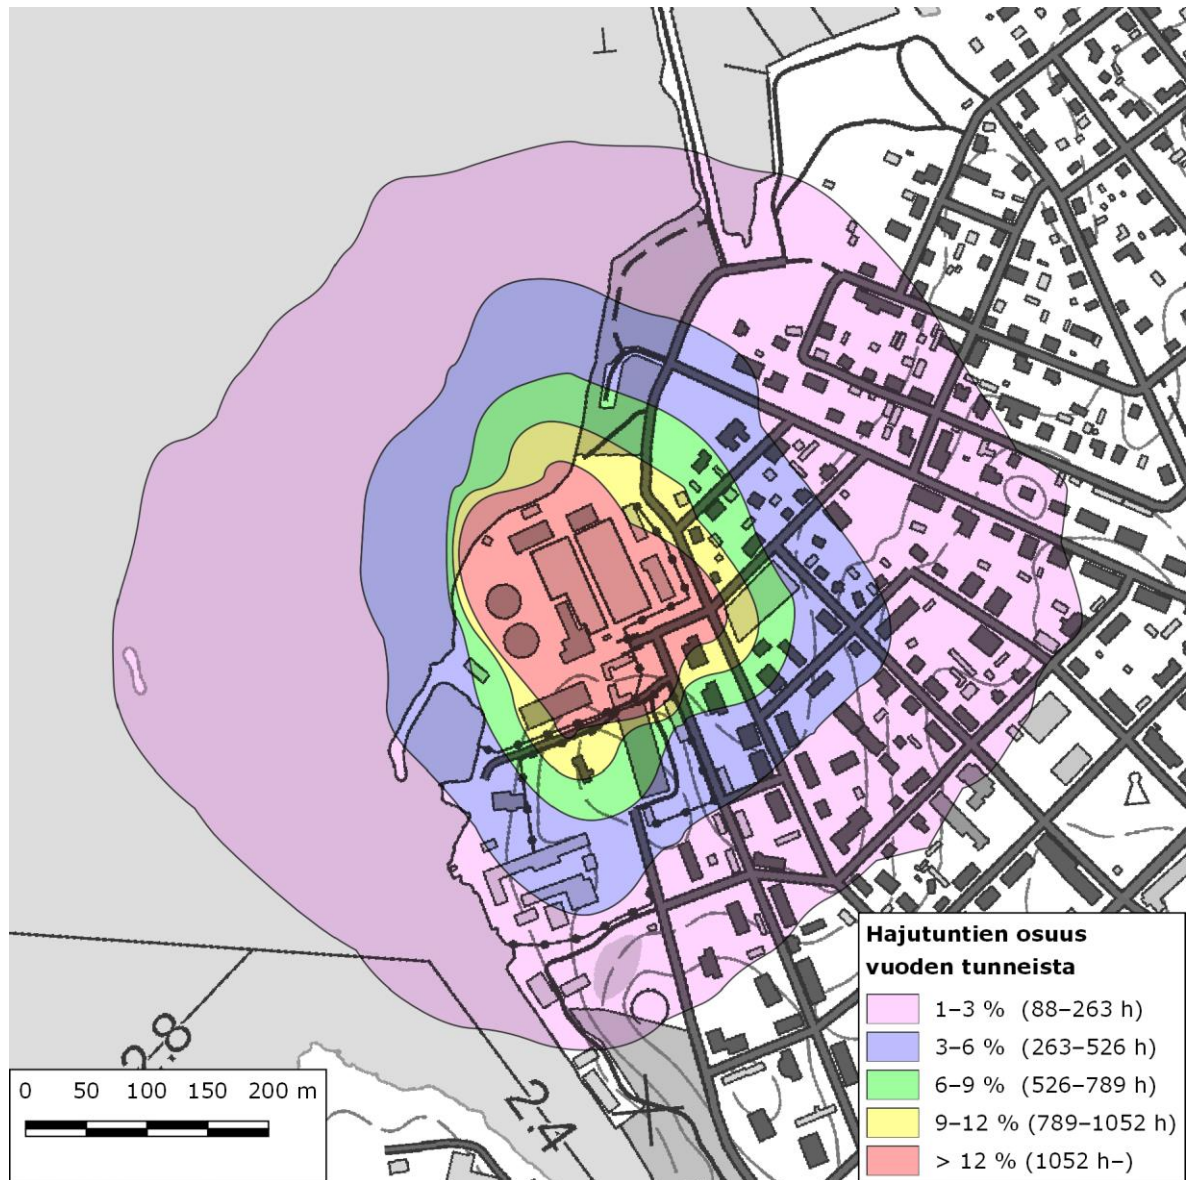 2.8
2.4
Hajutuntien osuus
vuoden tunneista
1–3 % (88–263 h)
3–6 % (263–526 h)
6–9 % (526–789 h)
9–12 % (789–1052 h)
> 12 % (1052 h–)
0 50 100 150 200 m